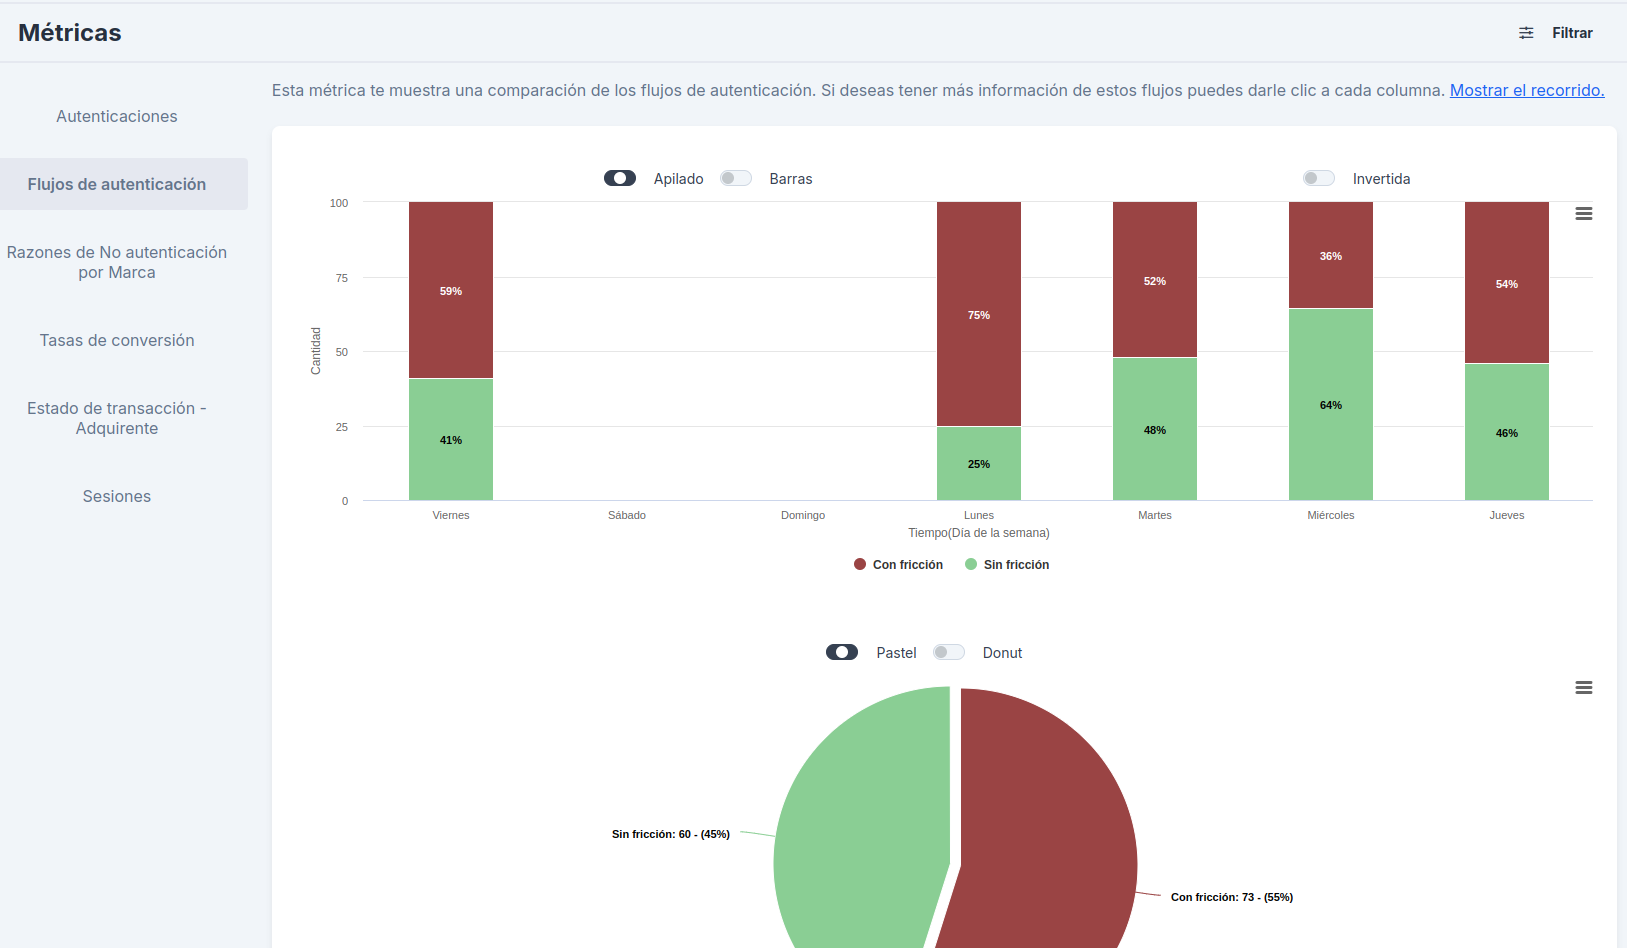 Métricas
Filtrar
Autenticaciones
Flujos de autenticación
Razones de No autenticación
por Marca
Tasas de conversión
Estado de transacción -
Adquirente
Sesiones
Esta métrica te muestra una comparación de los flujos de autenticación. Si deseas tener más información de estos flujos puedes darle clic a cada columna. Mostrar el recorrido.
Apilado Barras Invertida
100
75
50
25
0
Cantidad
59%
41%
75%
25%
52%
48%
36%
64%
54%
46%
Viernes Sábado Domingo Lunes Martes Miércoles Jueves
Tiempo(Día de la semana)
Con fricción Sin fricción
Pastel Donut
Sin fricción: 60 - (45%)
Con fricción: 73 - (55%)